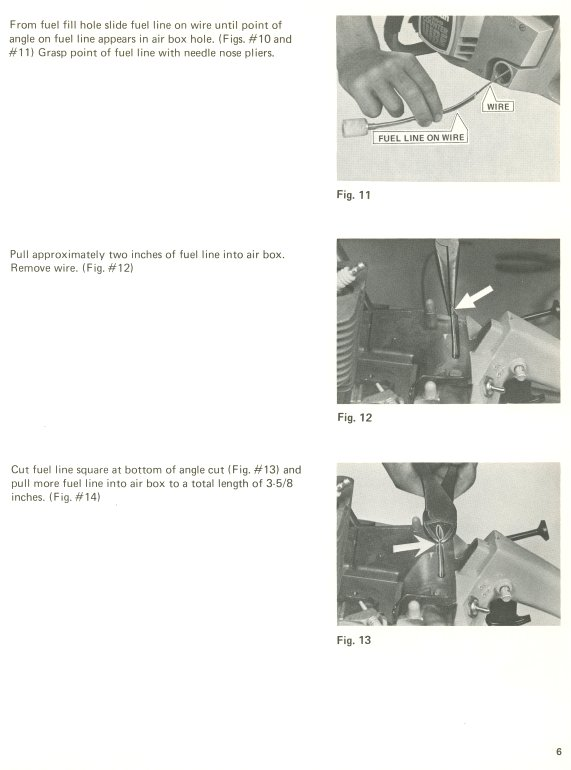 From fuel fill hole slide fuel line on wire until point of
angle on fuel line appears in air box hole. (Figs. #10 and
#11) Grasp point of fuel line with needle nose pliers.
WIRE
FUEL LINE ON WIRE
Fig. 11
Pull approximately two inches of fuel line into air box.
Remove wire. (Fig. #12)
Fig. 12
Cut fuel line square at bottom of angle cut (Fig. #13) and
pull more fuel line into air box to a total length of 3-5/8
inches. (Fig. #14)
Fig. 13
6